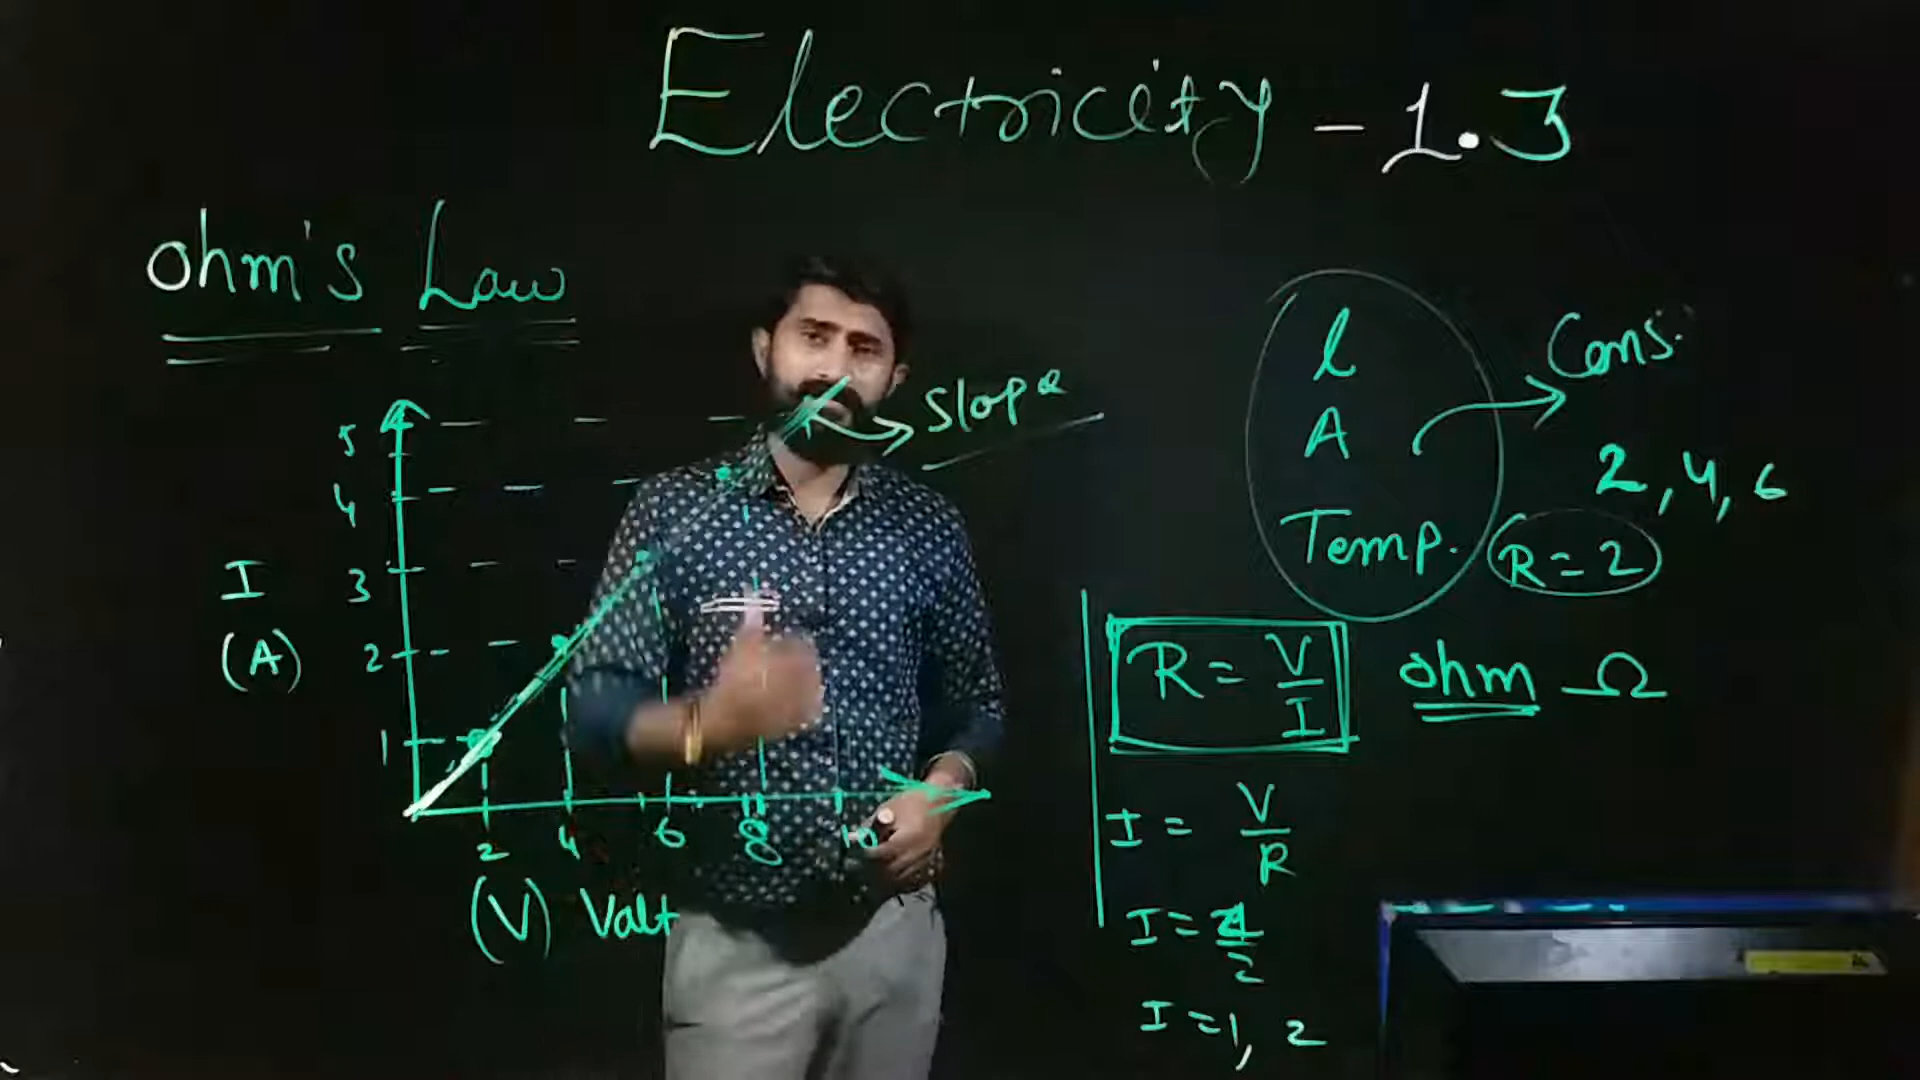 Electricity - 1.3
ohm's Law
Slope
5
4
3
2
1
I
(A)
2 4 6 8 10
(V) Valt
l
A
Temp.
Cons.
2, 4, 6
R = 2
R = V/I
ohm Ω
I = V/R
I = 4/2
I = 1, 2